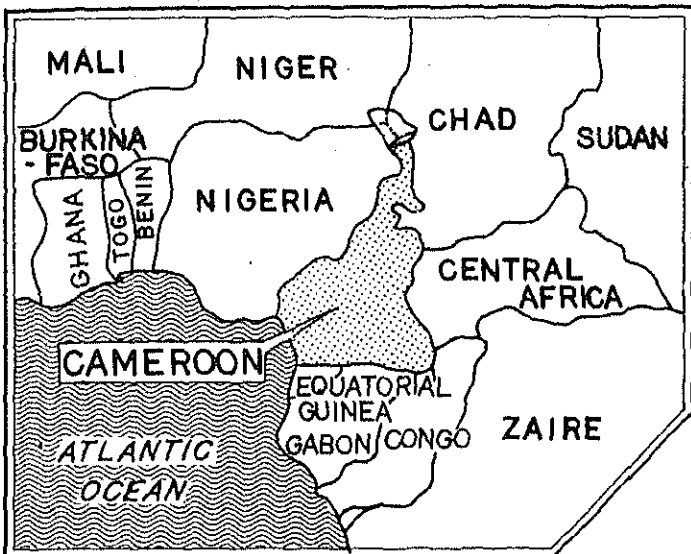 MALI
NIGER
CHAD
SUDAN
BURKINA
- FASO
GHANA
TOGO
BENIN
NIGERIA
CENTRAL
AFRICA
CAMEROON
EQUATORIAL
GUINEA
GABON
CONGO
ZAIRE
ATLANTIC
OCEAN